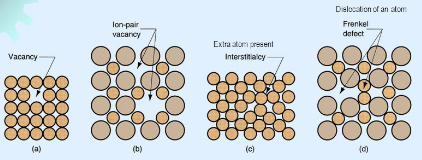 Vacancy
Ion-pair
vacancy
Extra atom present
Interstitialcy
Dislocation of an atom
Frenkel
defect
(a)
(b)
(c)
(d)